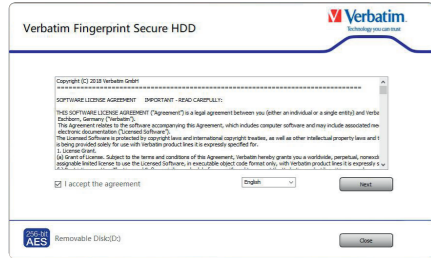 Verbatim Fingerprint Secure HDD
Verbatim.
Technology you can trust
Copyright (C) 2018 Verbatim GmbH
SOFTWARE LICENSE AGREEMENT IMPORTANT - READ CAREFULLY:
THIS SOFTWARE LICENSE AGREEMENT ("Agreement") is a legal agreement between you (either an individual or a single entity) and Verba
Eschborn, Germany ("Verbatim").
This Agreement relates to the software accompanying this Agreement, which includes computer software and may include associated me
electronic documentation ("Licensed Software").
The Licensed Software is protected by copyright laws and international copyright treaties, as well as other intellectual property laws and t
is being provided solely for use with Verbatim product lines it is expressly specified for.
1. License Grant.
(a) Grant of License. Subject to the terms and conditions of this Agreement, Verbatim hereby grants you a worldwide, perpetual, nonexcl
assignable limited license to use the Licensed Software, in executable object code format only, with Verbatim product lines it is expressly s
I accept the agreement
English
Next
256-bit
AES
Removable Disk:(D:)
Close